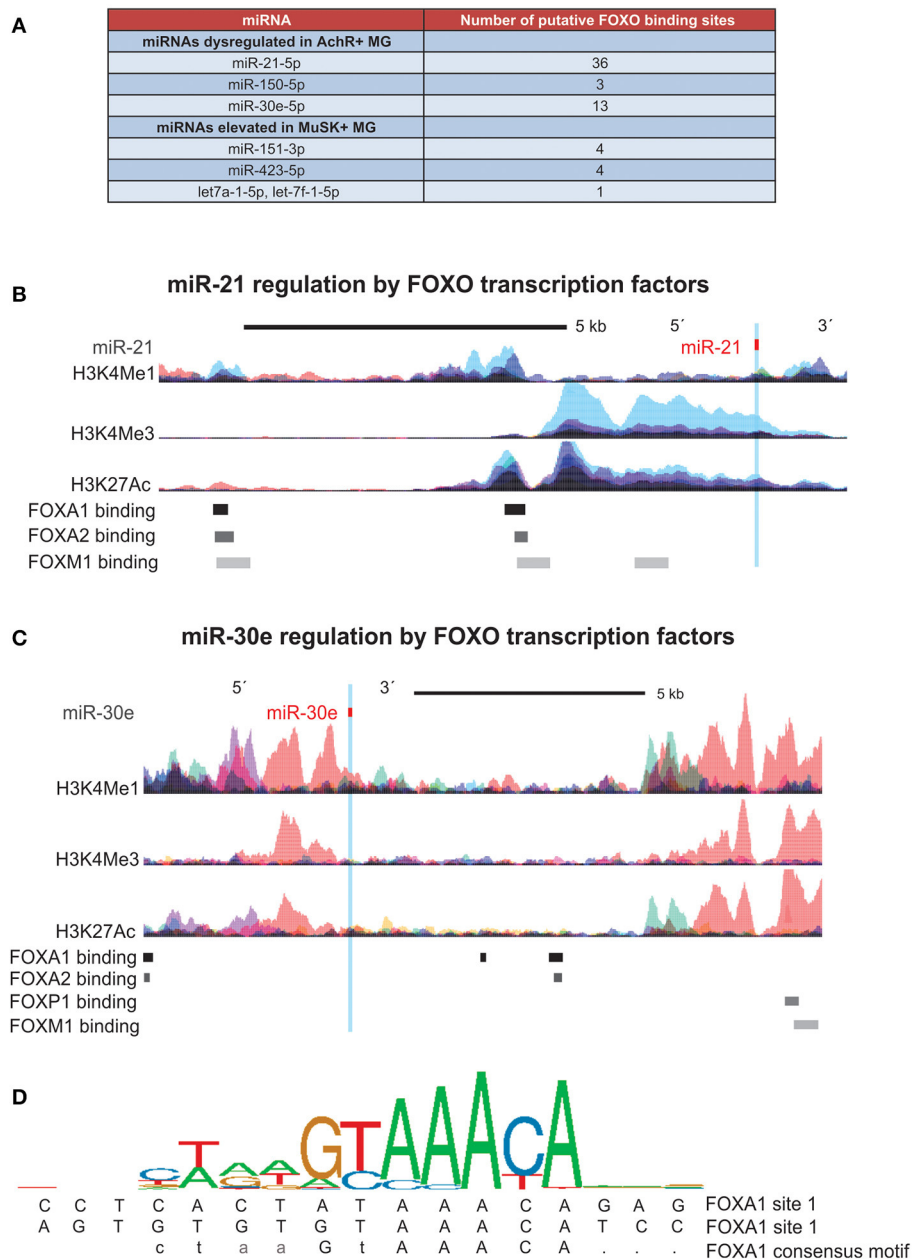 A
miRNA Number of putative FOXO binding sites
miRNAs dysregulated in AchR+ MG
miR-21-5p 36
miR-150-5p 3
miR-30e-5p 13
miRNAs elevated in MuSK+ MG
miR-151-3p 4
miR-423-5p 4
let7a-1-5p, let-7f-1-5p 1
B
miR-21 regulation by FOXO transcription factors
5 kb 5´ 3´
miR-21 miR-21
H3K4Me1
H3K4Me3
H3K27Ac
FOXA1 binding
FOXA2 binding
FOXM1 binding
C
miR-30e regulation by FOXO transcription factors
5´ 3´ 5 kb
miR-30e miR-30e
H3K4Me1
H3K4Me3
H3K27Ac
FOXA1 binding
FOXA2 binding
FOXP1 binding
FOXM1 binding
D
GTAAACA
C C T C A C T A T A A A C A G A G FOXA1 site 1
A G T G T G T G T A A A C A T C C FOXA1 site 1
c t a a G t A A A C A . . . FOXA1 consensus motif